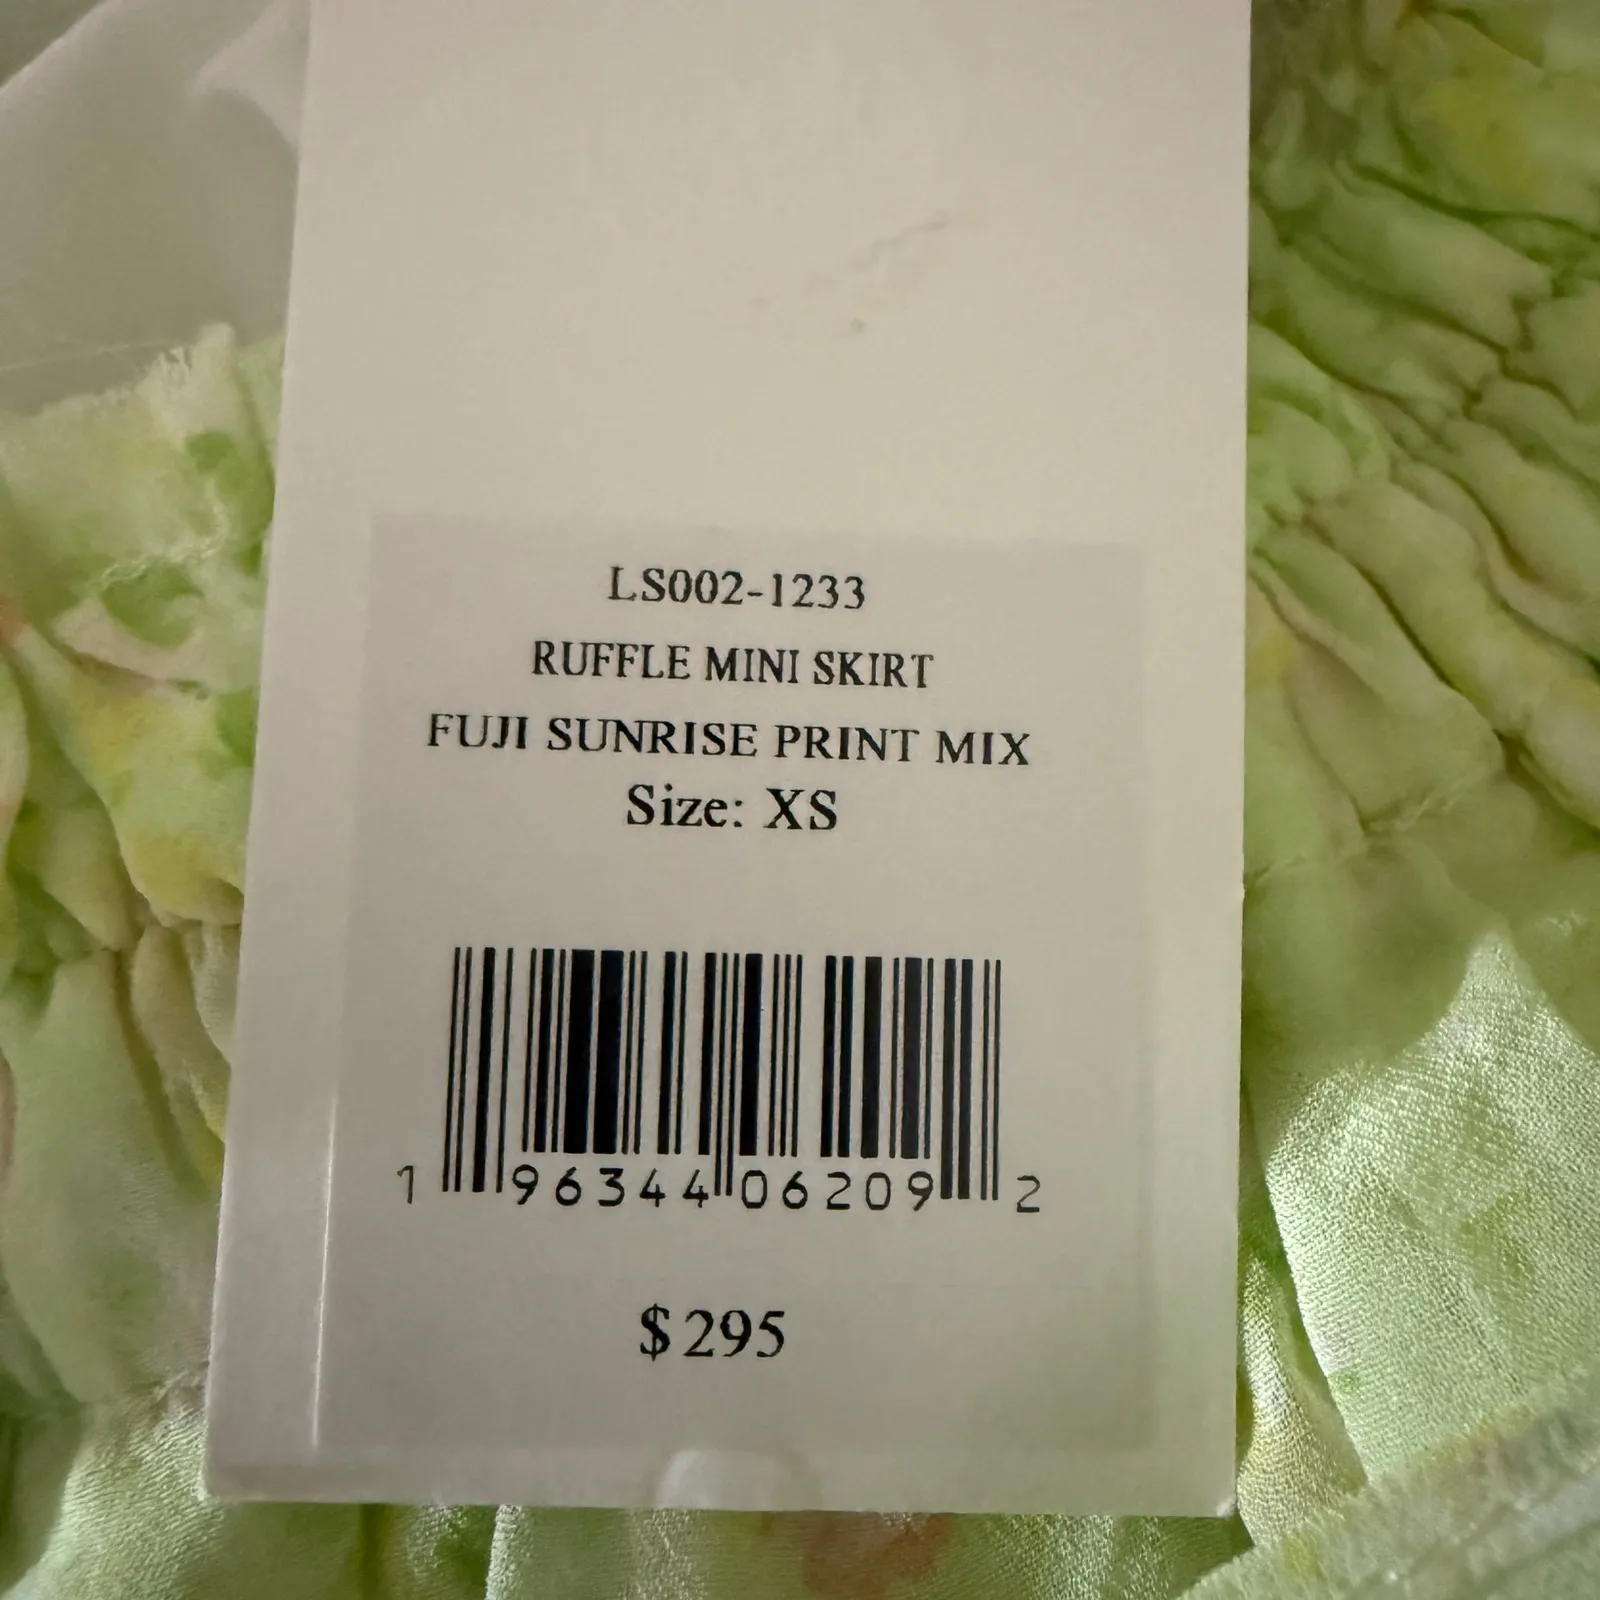 LS002-1233
RUFFLE MINI SKIRT
FUJI SUNRISE PRINT MIX
Size: XS
1 96344 06209 2
$295